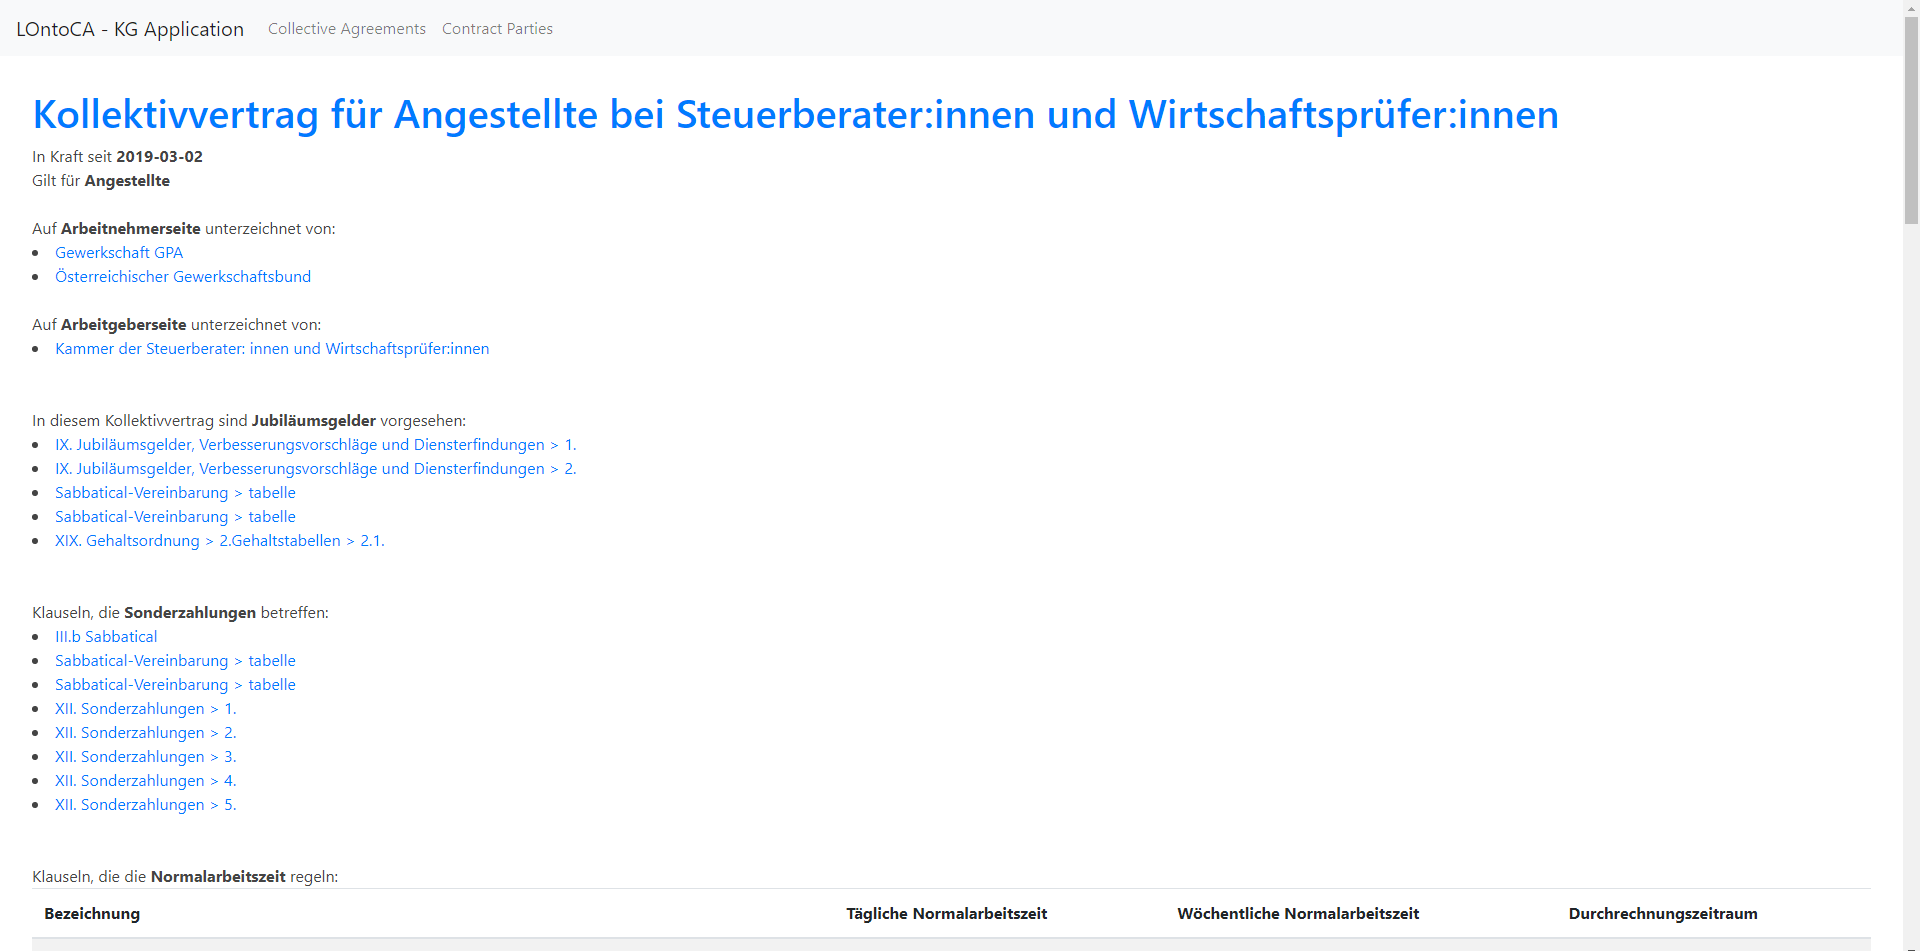 LOntoCA - KG Application Collective Agreements Contract Parties
Kollektivvertrag für Angestellte bei Steuerberater:innen und Wirtschaftsprüfer:innen
In Kraft seit 2019-03-02
Gilt für Angestellte
Auf Arbeitnehmerseite unterzeichnet von:
Gewerkschaft GPA
Österreichischer Gewerkschaftsbund
Auf Arbeitgeberseite unterzeichnet von:
Kammer der Steuerberater: innen und Wirtschaftsprüfer:innen
In diesem Kollektivvertrag sind Jubiläumsgelder vorgesehen:
IX. Jubiläumsgelder, Verbesserungsvorschläge und Diensterfindungen > 1.
IX. Jubiläumsgelder, Verbesserungsvorschläge und Diensterfindungen > 2.
Sabbatical-Vereinbarung > tabelle
Sabbatical-Vereinbarung > tabelle
XIX. Gehaltsordnung > 2.Gehaltstabellen > 2.1.
Klauseln, die Sonderzahlungen betreffen:
III.b Sabbatical
Sabbatical-Vereinbarung > tabelle
Sabbatical-Vereinbarung > tabelle
XII. Sonderzahlungen > 1.
XII. Sonderzahlungen > 2.
XII. Sonderzahlungen > 3.
XII. Sonderzahlungen > 4.
XII. Sonderzahlungen > 5.
Klauseln, die die Normalarbeitszeit regeln:
Bezeichnung Tägliche Normalarbeitszeit Wöchentliche Normalarbeitszeit Durchrechnungszeitraum